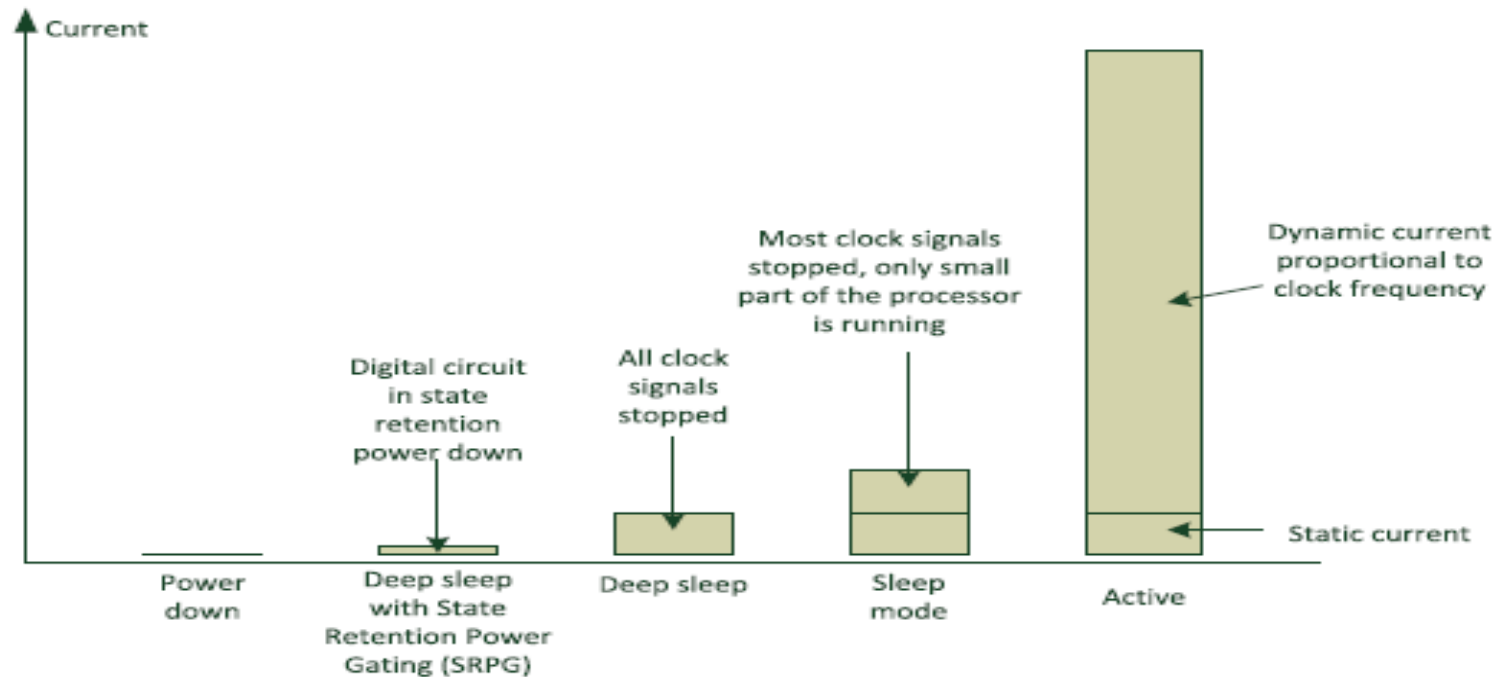 Current
Most clock signals
stopped, only small
part of the processor
is running
Dynamic current
proportional to
clock frequency
All clock
signals
stopped
Digital circuit
in state
retention
power down
Static current
Power
down
Deep sleep
with State
Retention Power
Gating (SRPG)
Deep sleep
Sleep
mode
Active